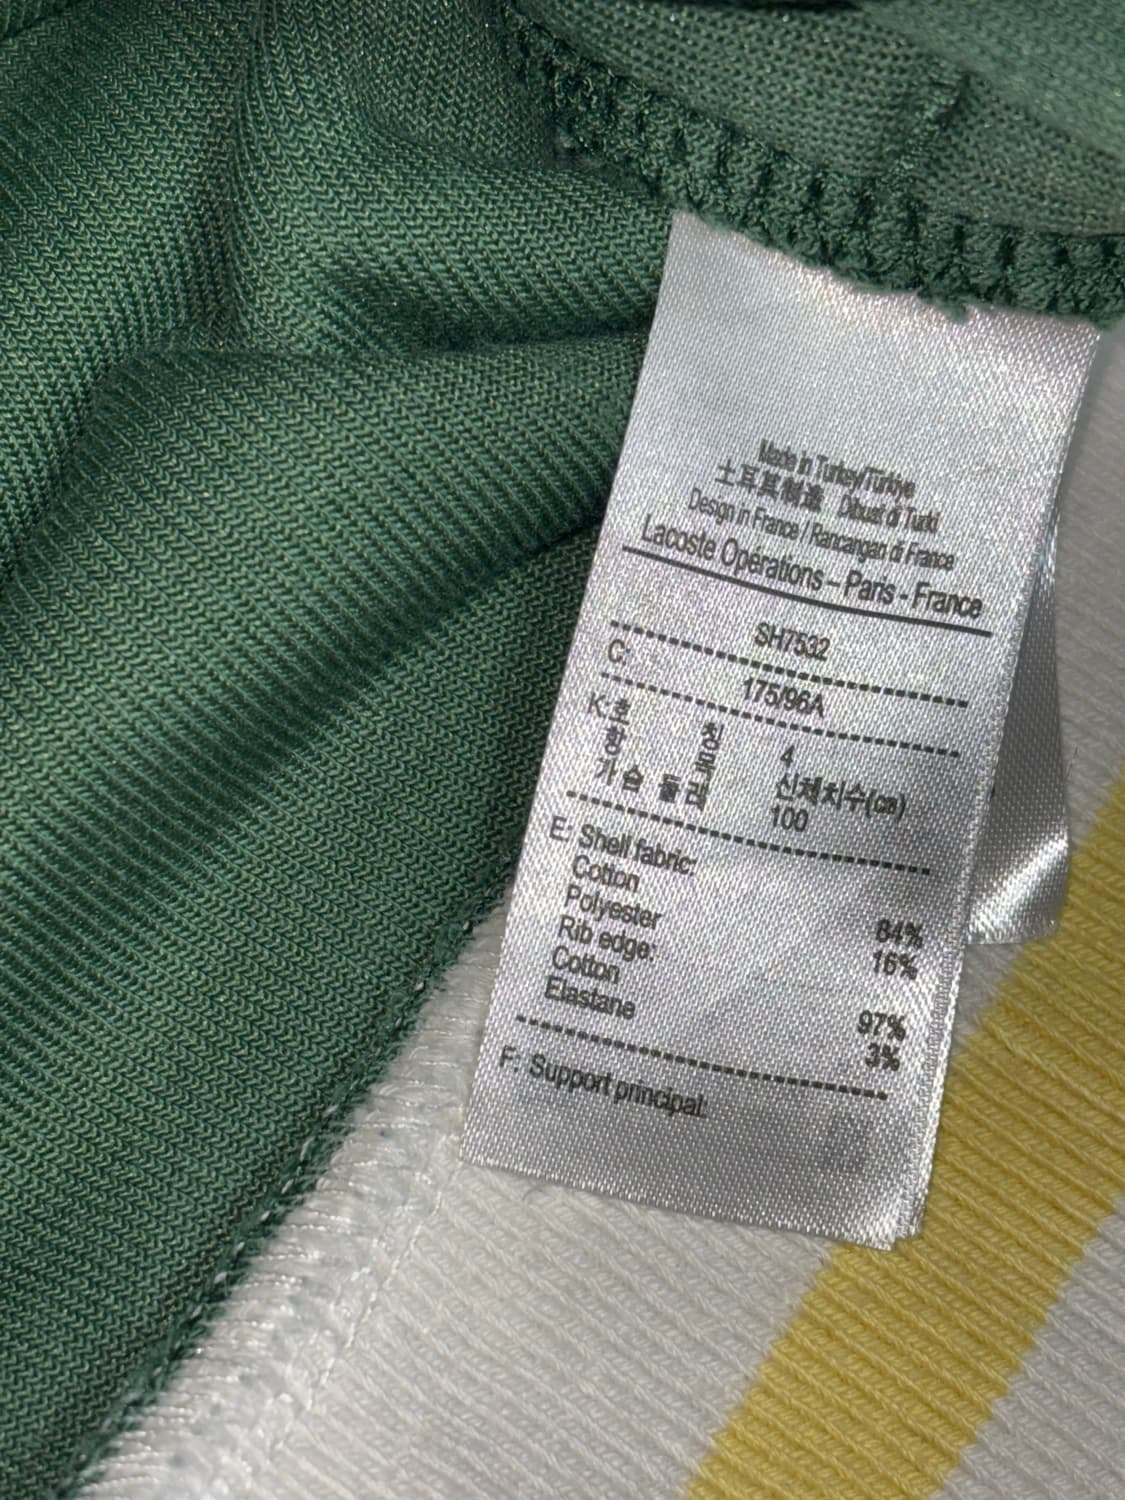 Made in Turkey/Türkiye
土耳其制造 Dibuat di Turki
Design in France / Rancangan di France
Lacoste Opérations – Paris - France
SH7532
C: 175/96A
K: 호칭 4
신체치수(cm)
가슴둘레 100
E: Shell fabric:
Cotton 84%
Polyester 16%
Rib edge:
Cotton 97%
Elastane 3%
F: Support principal: